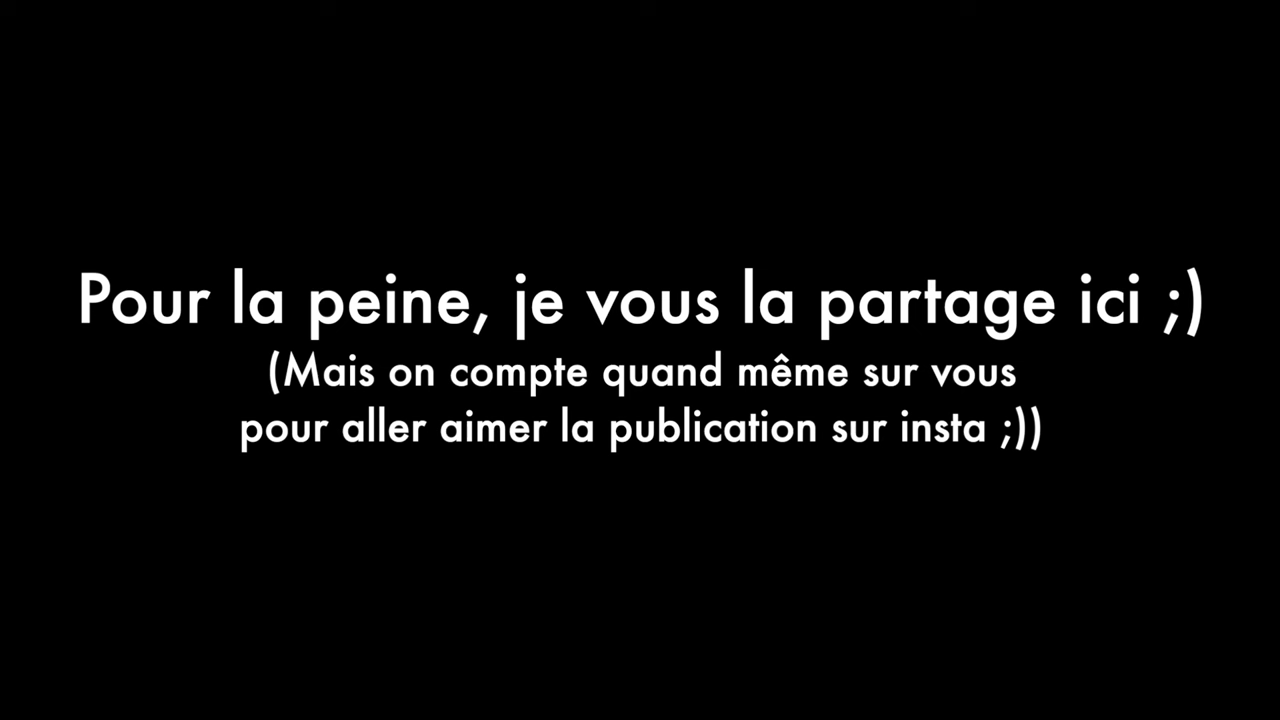 Pour la peine, je vous la partage ici ;)
(Mais on compte quand même sur vous
pour aller aimer la publication sur insta ;))